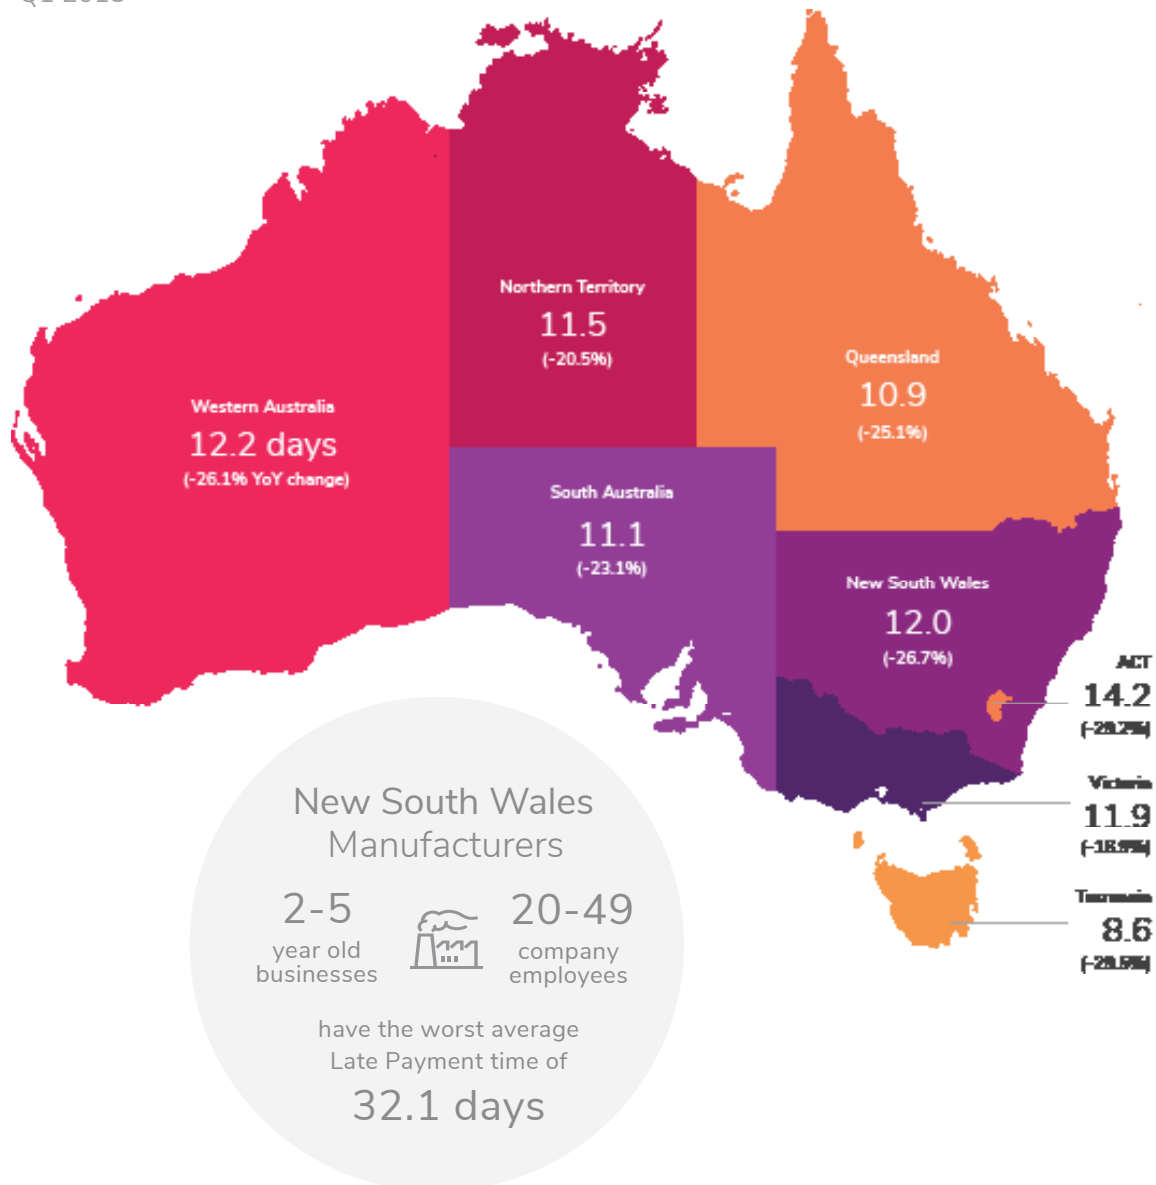 Northern Territory
11.5
(-20.5%)
Queensland
10.9
(-25.1%)
Western Australia
12.2 days
(-26.1% YoY change)
South Australia
11.1
(-23.1%)
New South Wales
12.0
(-26.7%)
ACT
14.2
Victoria
11.9
Tasmania
8.6
New South Wales
Manufacturers
2-5
year old
businesses
20-49
company
employees
have the worst average
Late Payment time of
32.1 days